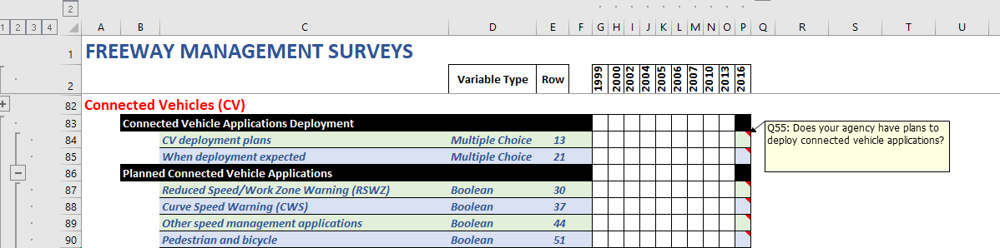 2
1 2 3 4 A B C D E F G H I J K L M N O P Q R S T U
1 FREEWAY MANAGEMENT SURVEYS
2 Variable Type Row 1999 2000 2002 2004 2005 2006 2007 2010 2013 2016
82 Connected Vehicles (CV)
83 Connected Vehicle Applications Deployment
84 CV deployment plans Multiple Choice 13
85 When deployment expected Multiple Choice 21
86 Planned Connected Vehicle Applications
87 Reduced Speed/Work Zone Warning (RSWZ) Boolean 30
88 Curve Speed Warning (CWS) Boolean 37
89 Other speed management applications Boolean 44
90 Pedestrian and bicycle Boolean 51
Q55: Does your agency have plans to
deploy connected vehicle applications?